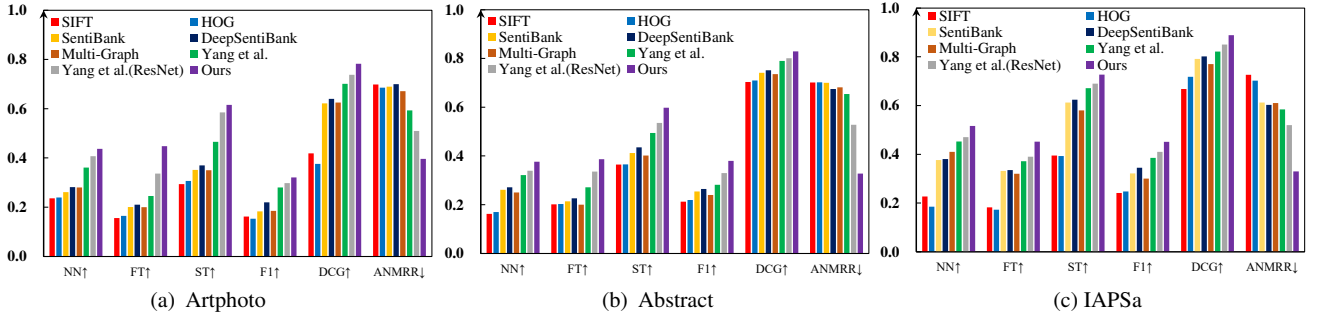 1.0
0.8
0.6
0.4
0.2
0.0
SIFT HOG
SentiBank DeepSentiBank
Multi-Graph Yang et al.
Yang et al.(ResNet) Ours
NN↑ FT↑ ST↑ F1↑ DCG↑ ANMRR↓
(a) Artphoto
1.0
0.8
0.6
0.4
0.2
0.0
SIFT HOG
SentiBank DeepSentiBank
Multi-Graph Yang et al.
Yang et al.(ResNet) Ours
NN↑ FT↑ ST↑ F1↑ DCG↑ ANMRR↓
(b) Abstract
1.0
0.8
0.6
0.4
0.2
0.0
SIFT HOG
SentiBank DeepSentiBank
Multi-Graph Yang et al.
Yang et al.(ResNet) Ours
NN↑ FT↑ ST↑ F1↑ DCG↑ ANMRR↓
(c) IAPSa